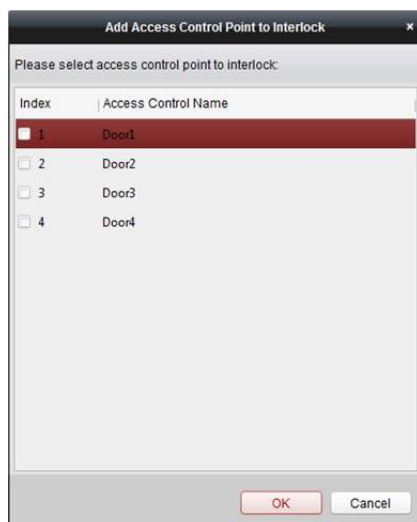 Add Access Control Point to Interlock ×
Please select access control point to interlock:
Index Access Control Name
1 Door1
2 Door2
3 Door3
4 Door4
OK Cancel